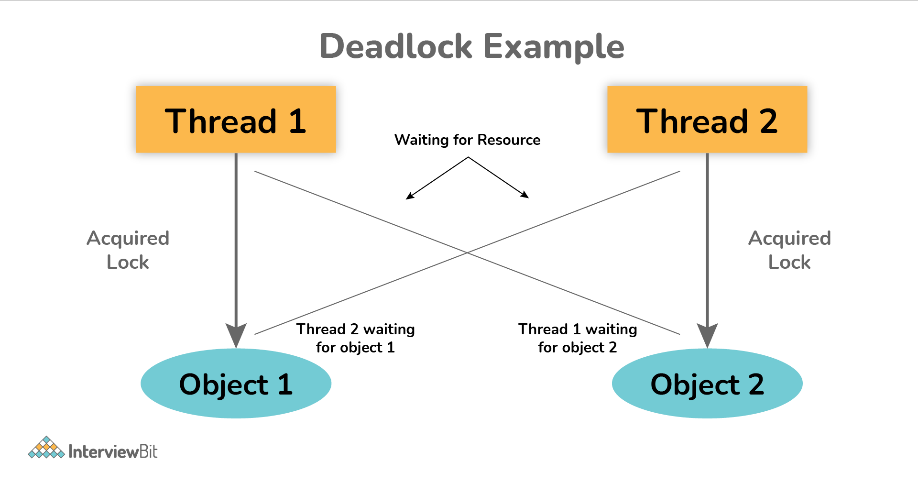 Deadlock Example
Thread 1
Thread 2
Waiting for Resource
Acquired
Lock
Acquired
Lock
Thread 2 waiting
for object 1
Thread 1 waiting
for object 2
Object 1
Object 2
InterviewBit